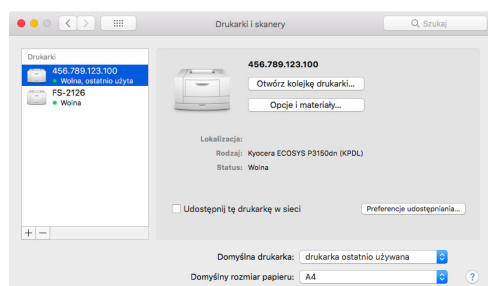 Drukarki i skanery
Szukaj
Drukarki
456.789.123.100
Wolna, ostatnio użyta
FS-2126
Wolna
456.789.123.100
Otwórz kolejkę drukarki...
Opcje i materiały...
Lokalizacja:
Rodzaj: Kyocera ECOSYS P3150dn (KPDL)
Status: Wolna
Udostępnij tę drukarkę w sieci
Preferencje udostępniania...
+ −
Domyślna drukarka: drukarka ostatnio używana
Domyślny rozmiar papieru: A4
?